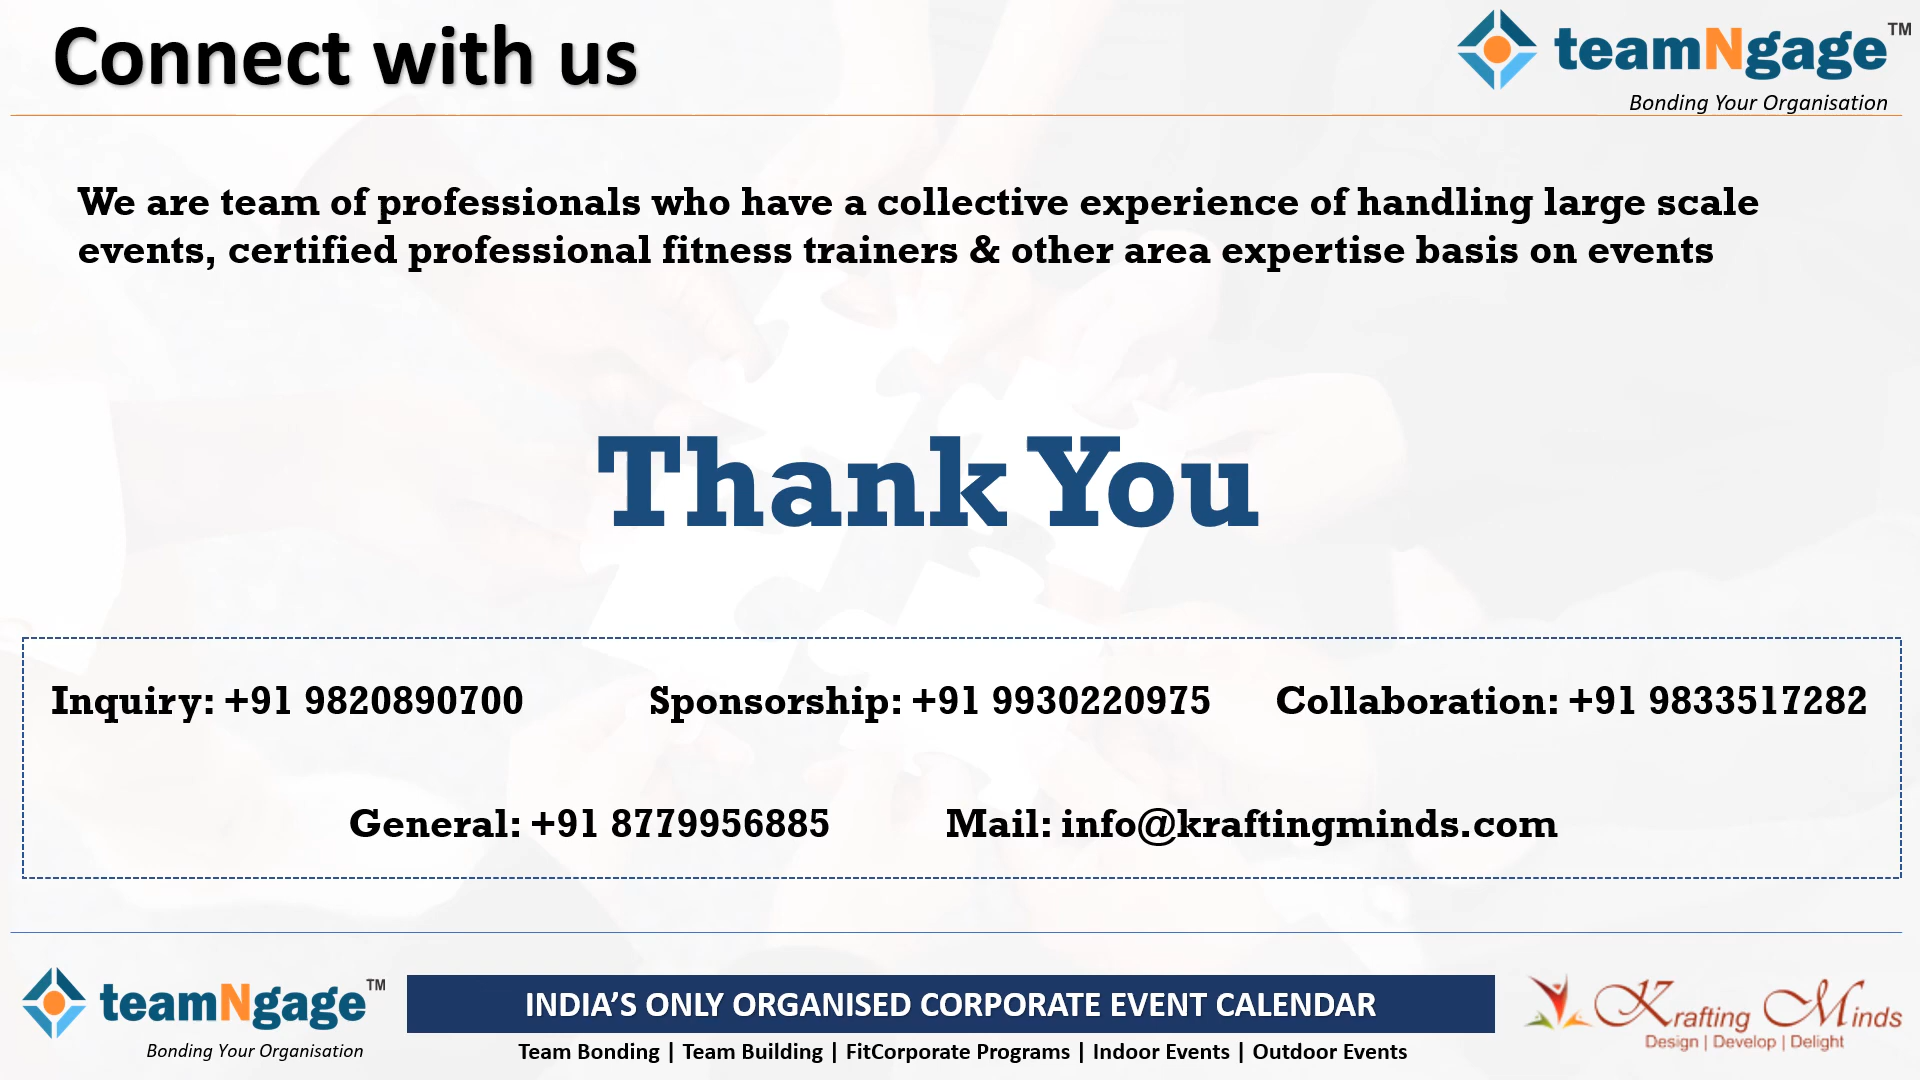 Connect with us
teamNgage™
Bonding Your Organisation
We are team of professionals who have a collective experience of handling large scale
events, certified professional fitness trainers & other area expertise basis on events
Thank You
Inquiry: +91 9820890700
Sponsorship: +91 9930220975
Collaboration: +91 9833517282
General: +91 8779956885
Mail: info@kraftingminds.com
teamNgage™
Bonding Your Organisation
INDIA’S ONLY ORGANISED CORPORATE EVENT CALENDAR
Team Bonding | Team Building | FitCorporate Programs | Indoor Events | Outdoor Events
Krafting Minds
Design | Develop | Delight